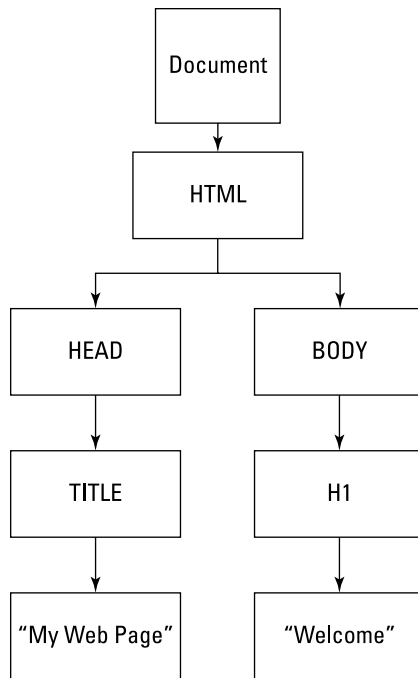 Document
HTML
HEAD
BODY
TITLE
H1
“My Web Page”
“Welcome”